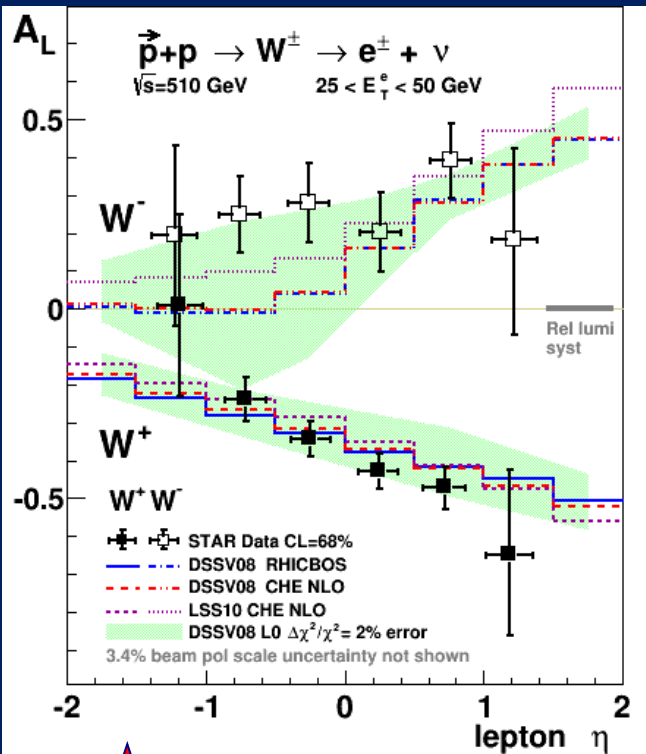 A_L
p⃗+p → W± → e± + ν
√s=510 GeV
25 < E_T^e < 50 GeV
0.5
W-
0
Rel lumi
syst
W+
-0.5
W+ W-
STAR Data CL=68%
DSSV08 RHICBOS
DSSV08 CHE NLO
LSS10 CHE NLO
DSSV08 L0 Δχ²/χ²= 2% error
3.4% beam pol scale uncertainty not shown
-2 -1 0 1 2
lepton η